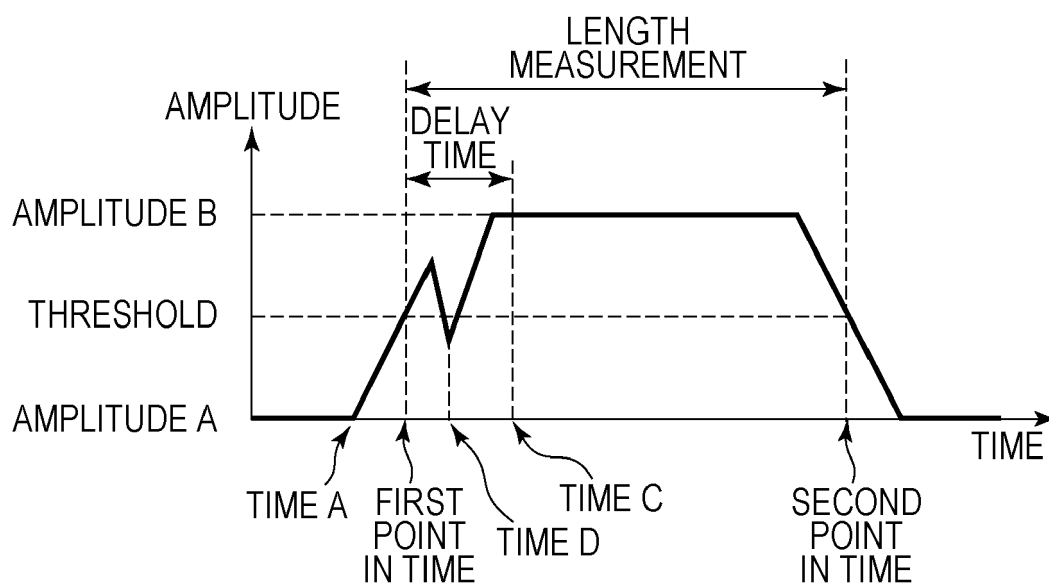 LENGTH
MEASUREMENT
AMPLITUDE
DELAY
TIME
AMPLITUDE B
THRESHOLD
AMPLITUDE A
TIME
TIME A
FIRST
POINT
IN TIME
TIME D
TIME C
SECOND
POINT
IN TIME